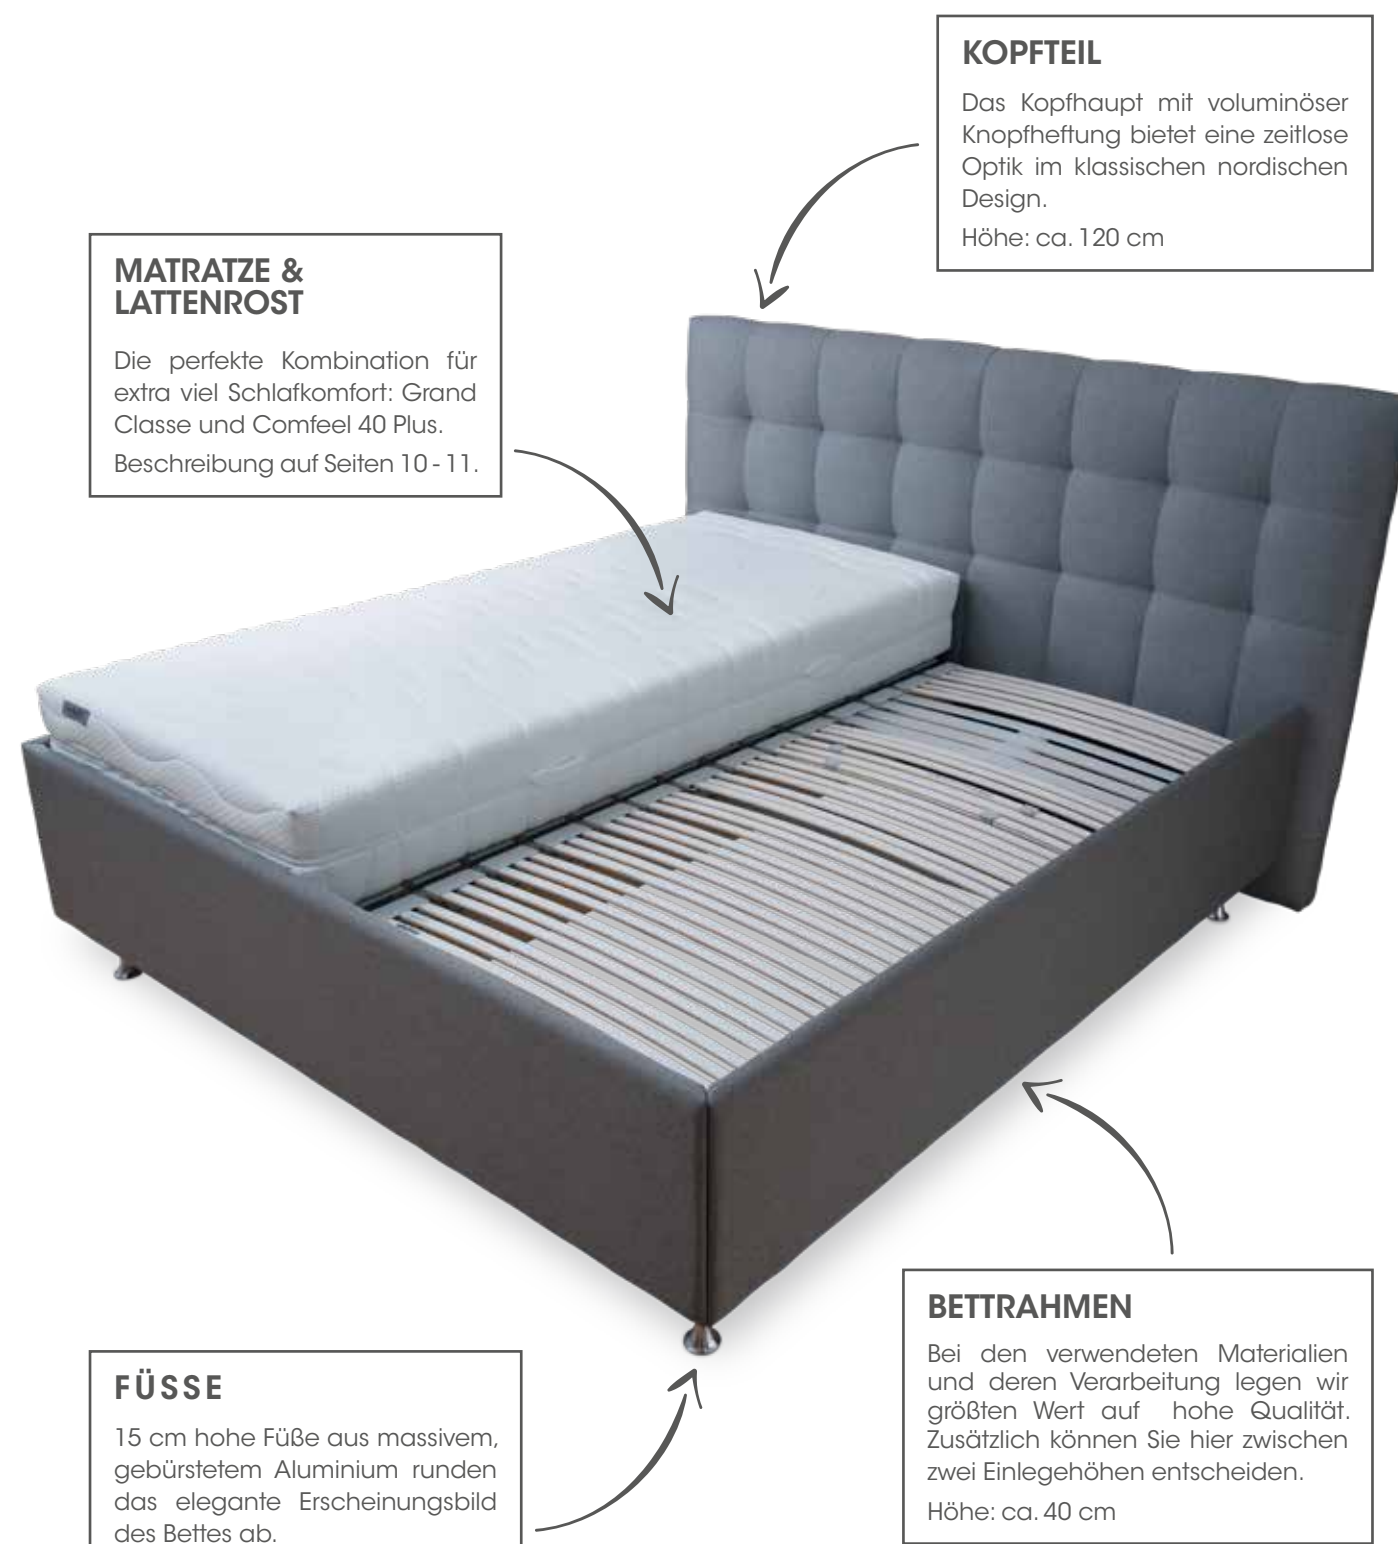 KOPFTEIL
Das Kopfhaupt mit voluminöser
Knopfheftung bietet eine zeitlose
Optik im klassischen nordischen
Design.
Höhe: ca. 120 cm
MATRATZE &
LATTENROST
Die perfekte Kombination für
extra viel Schlafkomfort: Grand
Classe und Comfeel 40 Plus.
Beschreibung auf Seiten 10 - 11.
BETTRAHMEN
Bei den verwendeten Materialien
und deren Verarbeitung legen wir
größten Wert auf hohe Qualität.
Zusätzlich können Sie hier zwischen
zwei Einlegehöhen entscheiden.
Höhe: ca. 40 cm
FÜSSE
15 cm hohe Füße aus massivem,
gebürstetem Aluminium runden
das elegante Erscheinungsbild
des Bettes ab.